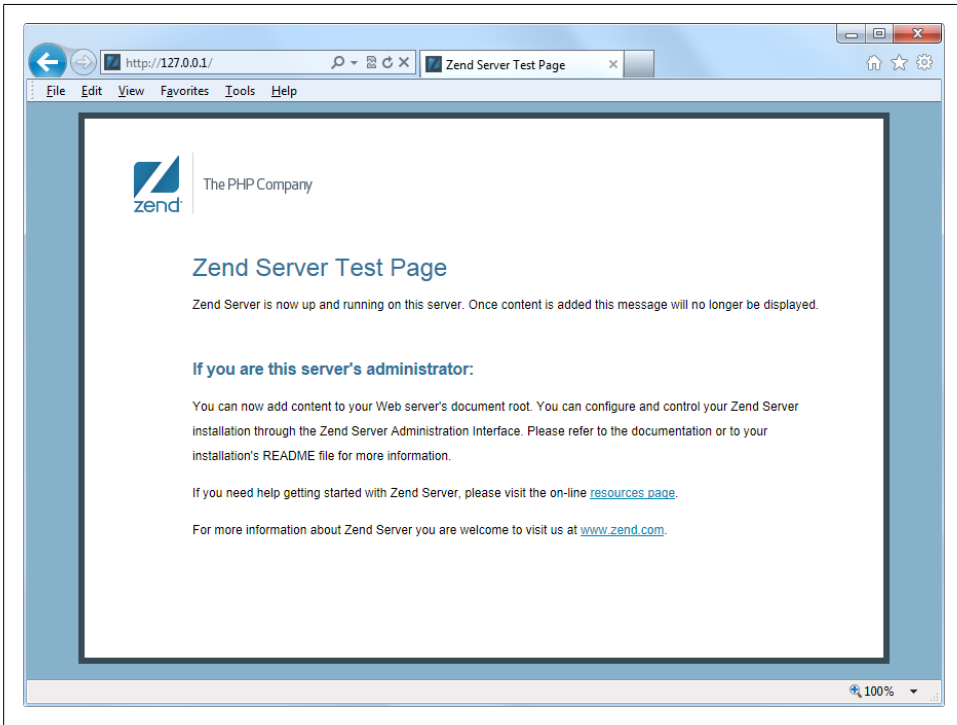 http://127.0.0.1/
Zend Server Test Page
File Edit View Favorites Tools Help
zend
The PHP Company
Zend Server Test Page
Zend Server is now up and running on this server. Once content is added this message will no longer be displayed.
If you are this server's administrator:
You can now add content to your Web server's document root. You can configure and control your Zend Server
installation through the Zend Server Administration Interface. Please refer to the documentation or to your
installation's README file for more information.
If you need help getting started with Zend Server, please visit the on-line resources page.
For more information about Zend Server you are welcome to visit us at www.zend.com.
100%